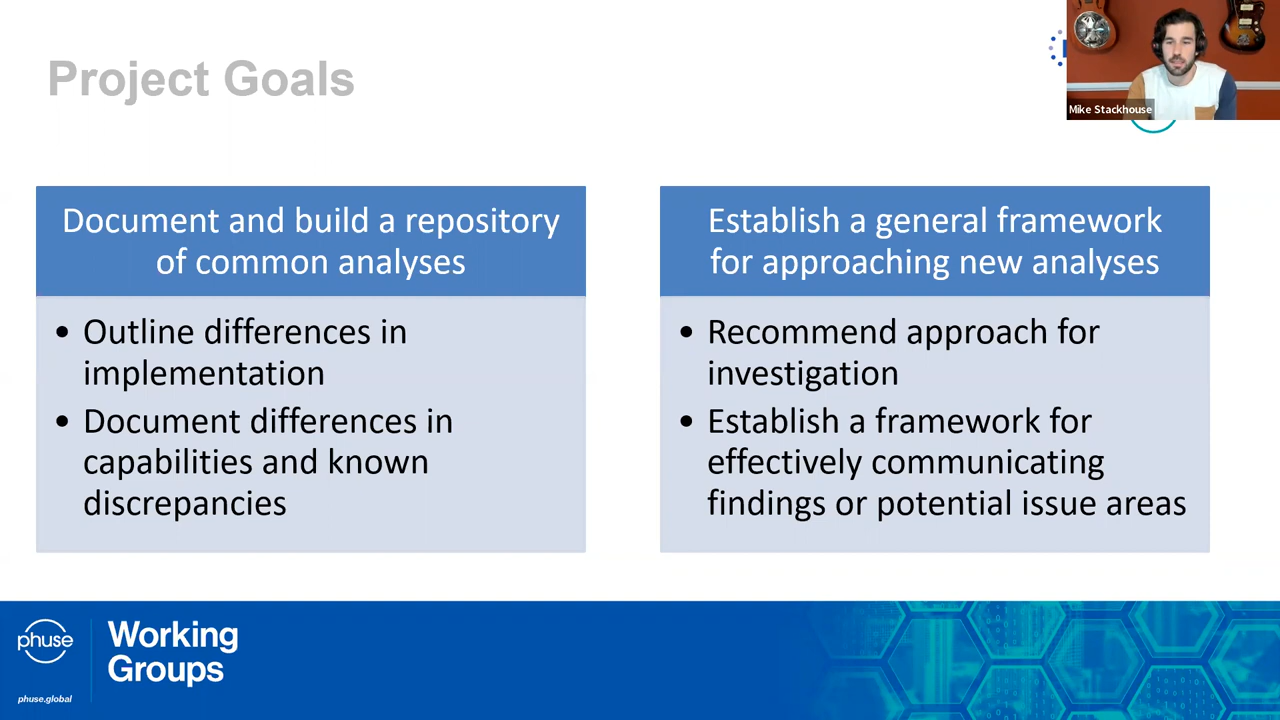 Project Goals
Mike Stackhouse
Document and build a repository
of common analyses
• Outline differences in
implementation
• Document differences in
capabilities and known
discrepancies
Establish a general framework
for approaching new analyses
• Recommend approach for
investigation
• Establish a framework for
effectively communicating
findings or potential issue areas
phuse
phuse.global
Working
Groups